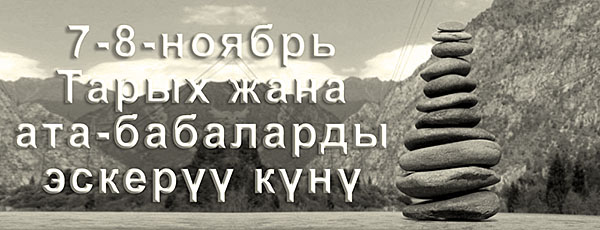 7-8-ноябрь
Тарых жана
ата-бабаларды
эскерүү күнү